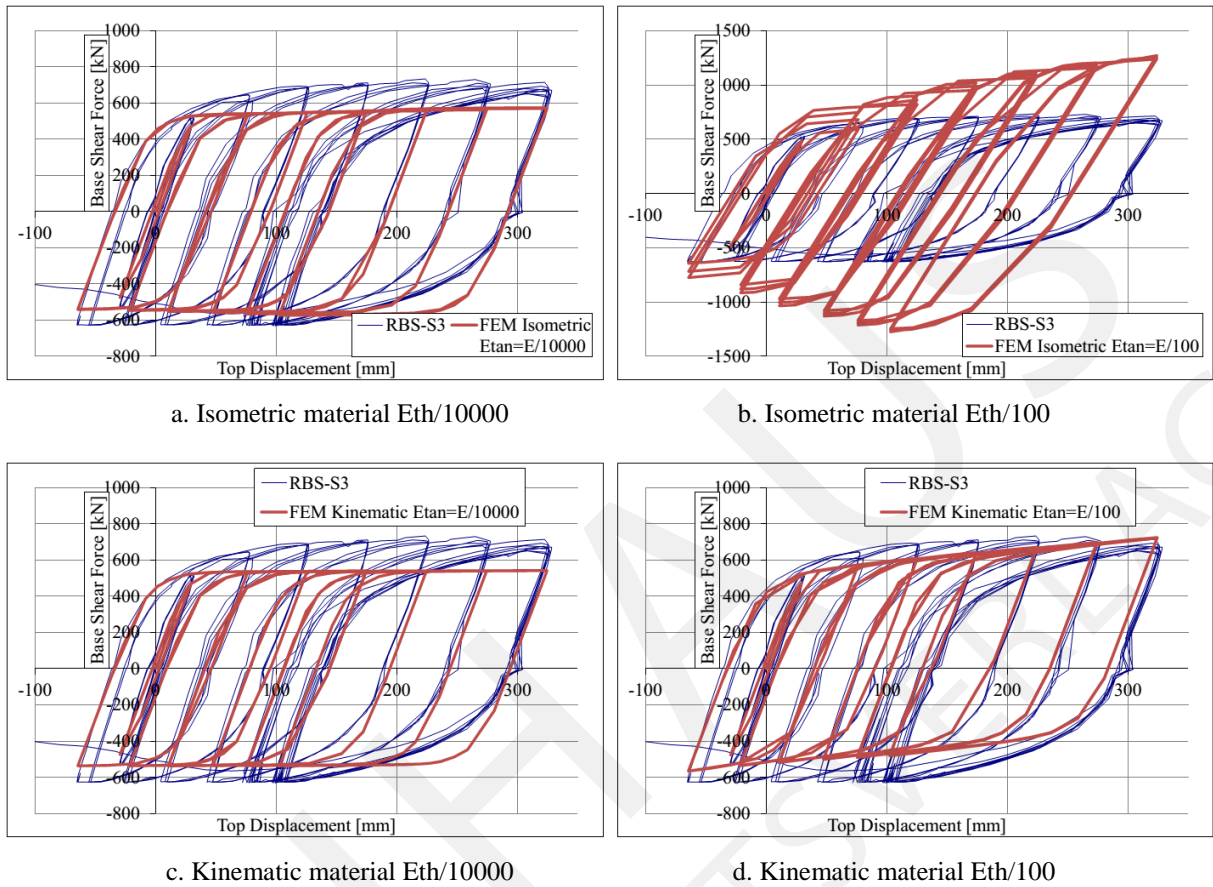 1000
800
600
400
200
0
-200
-400
-600
-800
-100
0
100
200
300
Base Shear Force [kN]
Top Displacement [mm]
RBS-S3
FEM Isometric
Etan=E/10000
a. Isometric material Eth/10000
1500
000
500
0
-500
-1000
-1500
-100
0
100
200
300
Base Shear Force [kN]
Top Displacement [mm]
RBS-S3
FEM Isometric Etan=E/100
b. Isometric material Eth/100
1000
800
600
400
200
0
-200
-400
-600
-800
-100
0
100
200
300
Base Shear Force [kN]
Top Displacement [mm]
RBS-S3
FEM Kinematic Etan=E/10000
c. Kinematic material Eth/10000
1000
800
600
400
200
0
-200
-400
-600
-800
-100
0
100
200
300
Base Shear Force [kN]
Top Displacement [mm]
RBS-S3
FEM Kinematic Etan=E/100
d. Kinematic material Eth/100